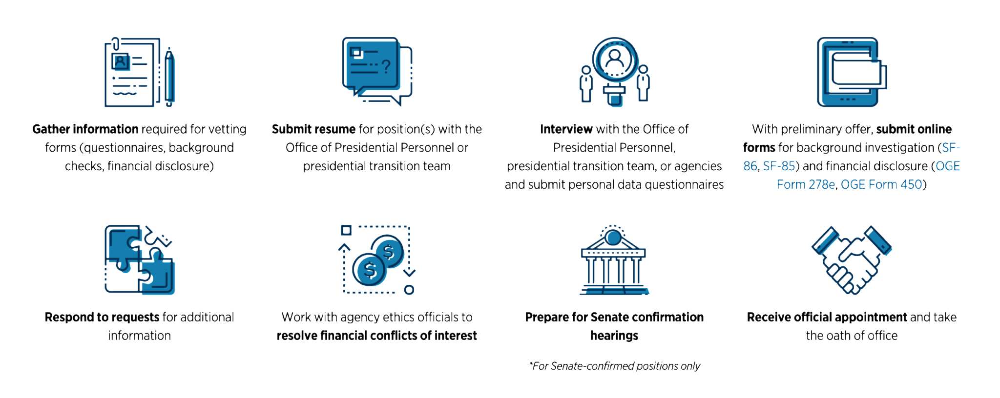 Gather information required for vetting
forms (questionnaires, background
checks, financial disclosure)
Submit resume for position(s) with the
Office of Presidential Personnel or
presidential transition team
Interview with the Office of
Presidential Personnel,
presidential transition team, or agencies
and submit personal data questionnaires
With preliminary offer, submit online
forms for background investigation (SF-
86, SF-85) and financial disclosure (OGE
Form 278e, OGE Form 450)
Respond to requests for additional
information
Work with agency ethics officials to
resolve financial conflicts of interest
Prepare for Senate confirmation
hearings
*For Senate-confirmed positions only
Receive official appointment and take
the oath of office